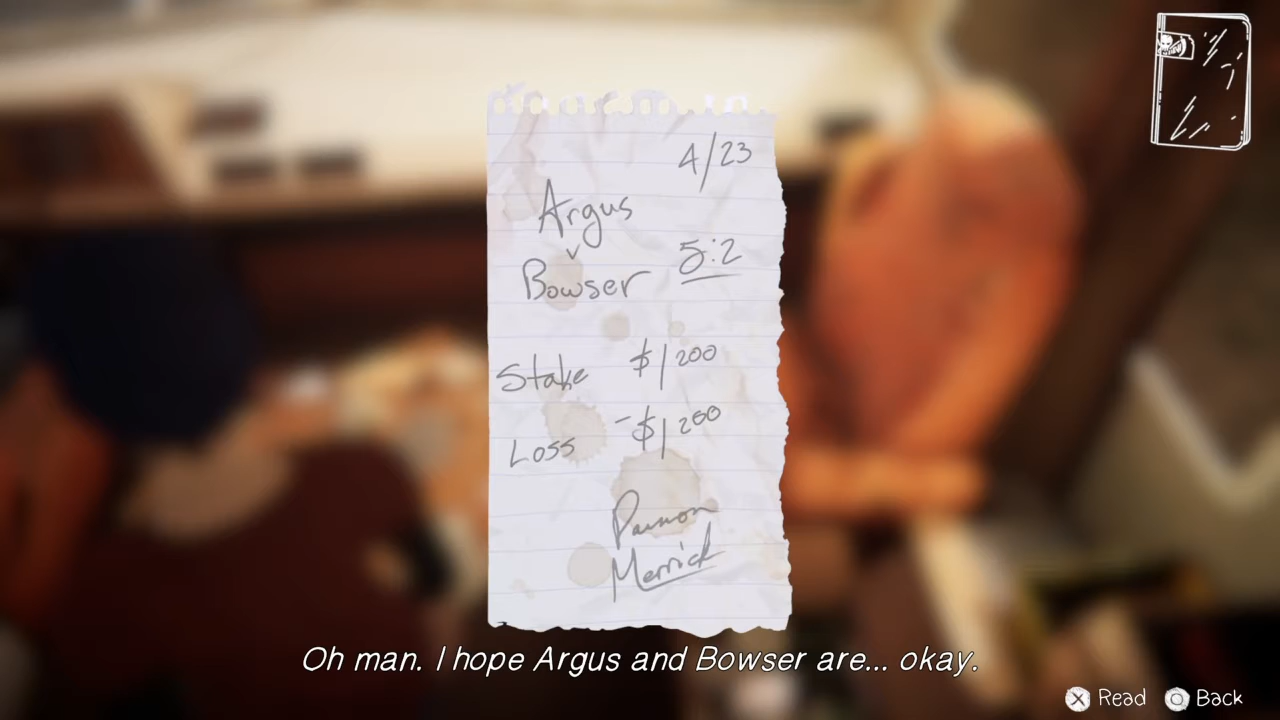 4/23
Argus
v
Bowser 5:2
Stake $1200
Loss -$1200
Damon
Merrick
Oh man. I hope Argus and Bowser are... okay.
Read Back